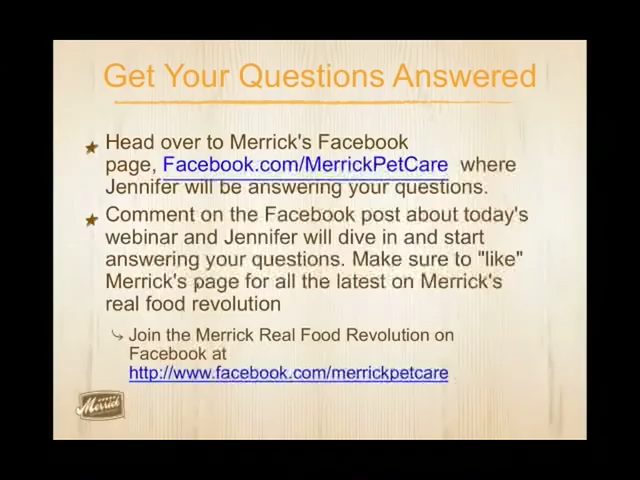 Get Your Questions Answered
Head over to Merrick's Facebook
page, Facebook.com/MerrickPetCare where
Jennifer will be answering your questions.
Comment on the Facebook post about today's
webinar and Jennifer will dive in and start
answering your questions. Make sure to "like"
Merrick's page for all the latest on Merrick's
real food revolution
Join the Merrick Real Food Revolution on
Facebook at
http://www.facebook.com/merrickpetcare
Merrick